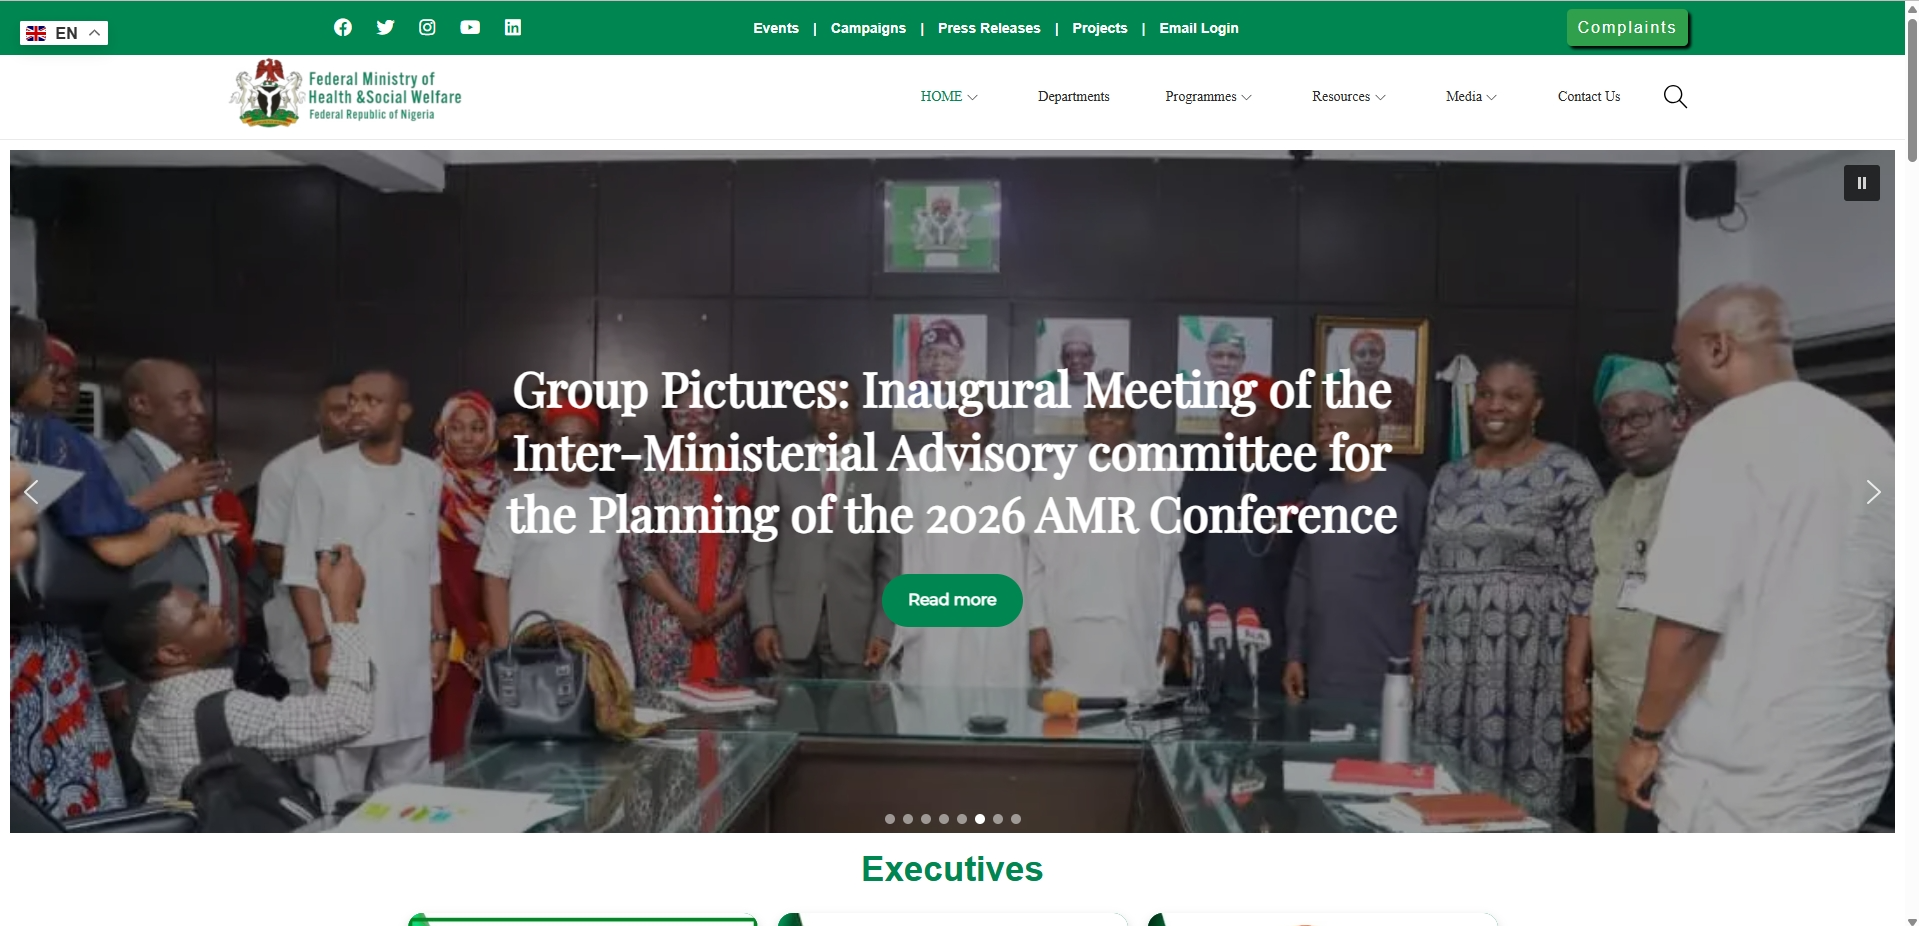 EN
Events | Campaigns | Press Releases | Projects | Email Login
Complaints
Federal Ministry of
Health &Social Welfare
Federal Republic of Nigeria
HOME
Departments
Programmes
Resources
Media
Contact Us
Group Pictures: Inaugural Meeting of the
Inter-Ministerial Advisory committee for
the Planning of the 2026 AMR Conference
Read more
Executives